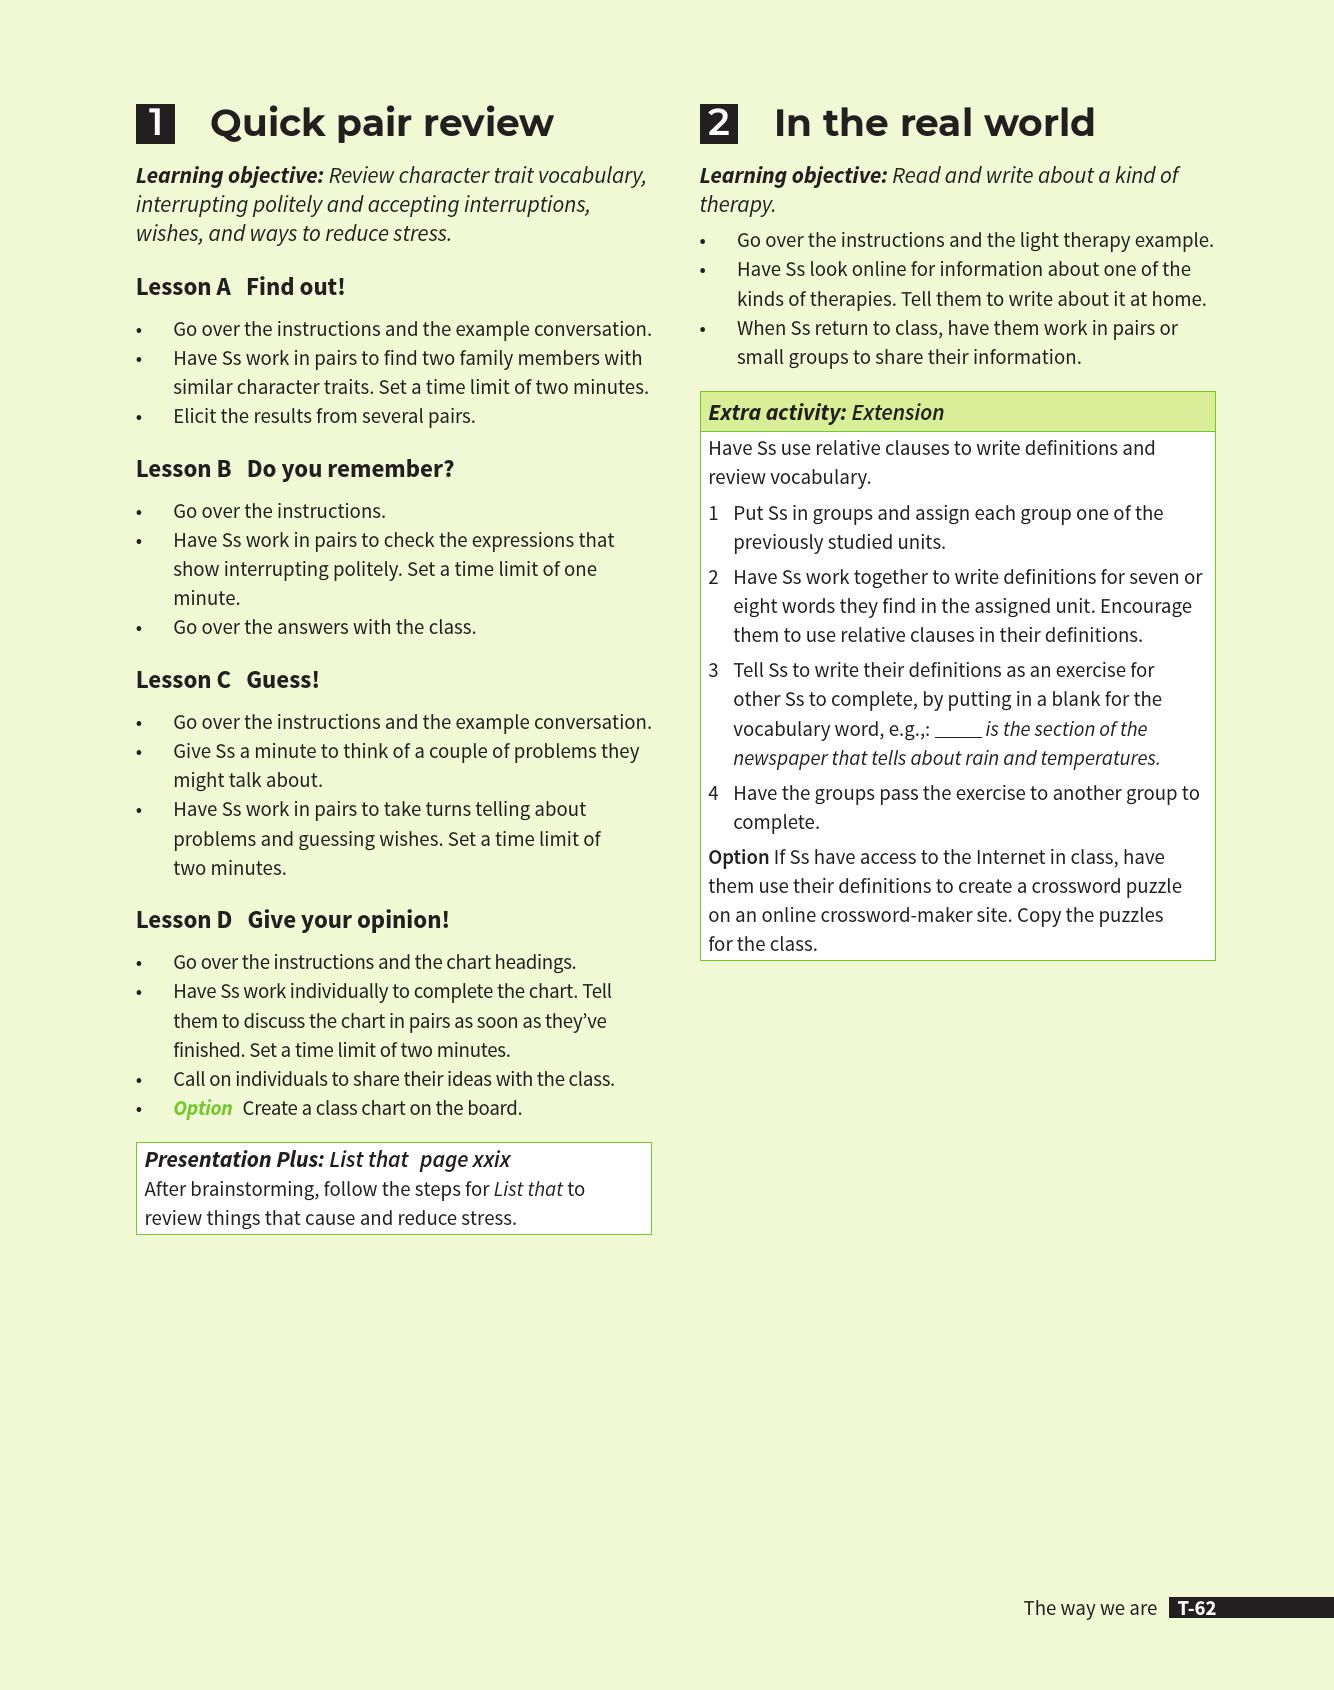 1 Quick pair review
Learning objective: Review character trait vocabulary,
interrupting politely and accepting interruptions,
wishes, and ways to reduce stress.
Lesson A Find out!
• Go over the instructions and the example conversation.
• Have Ss work in pairs to find two family members with
similar character traits. Set a time limit of two minutes.
• Elicit the results from several pairs.
Lesson B Do you remember?
• Go over the instructions.
• Have Ss work in pairs to check the expressions that
show interrupting politely. Set a time limit of one
minute.
• Go over the answers with the class.
Lesson C Guess!
• Go over the instructions and the example conversation.
• Give Ss a minute to think of a couple of problems they
might talk about.
• Have Ss work in pairs to take turns telling about
problems and guessing wishes. Set a time limit of
two minutes.
Lesson D Give your opinion!
• Go over the instructions and the chart headings.
• Have Ss work individually to complete the chart. Tell
them to discuss the chart in pairs as soon as they’ve
finished. Set a time limit of two minutes.
• Call on individuals to share their ideas with the class.
• Option Create a class chart on the board.
Presentation Plus: List that page xxix
After brainstorming, follow the steps for List that to
review things that cause and reduce stress.
2 In the real world
Learning objective: Read and write about a kind of
therapy.
• Go over the instructions and the light therapy example.
• Have Ss look online for information about one of the
kinds of therapies. Tell them to write about it at home.
• When Ss return to class, have them work in pairs or
small groups to share their information.
Extra activity: Extension
Have Ss use relative clauses to write definitions and
review vocabulary.
1 Put Ss in groups and assign each group one of the
previously studied units.
2 Have Ss work together to write definitions for seven or
eight words they find in the assigned unit. Encourage
them to use relative clauses in their definitions.
3 Tell Ss to write their definitions as an exercise for
other Ss to complete, by putting in a blank for the
vocabulary word, e.g.,: ____ is the section of the
newspaper that tells about rain and temperatures.
4 Have the groups pass the exercise to another group to
complete.
Option If Ss have access to the Internet in class, have
them use their definitions to create a crossword puzzle
on an online crossword-maker site. Copy the puzzles
for the class.
The way we are T-62